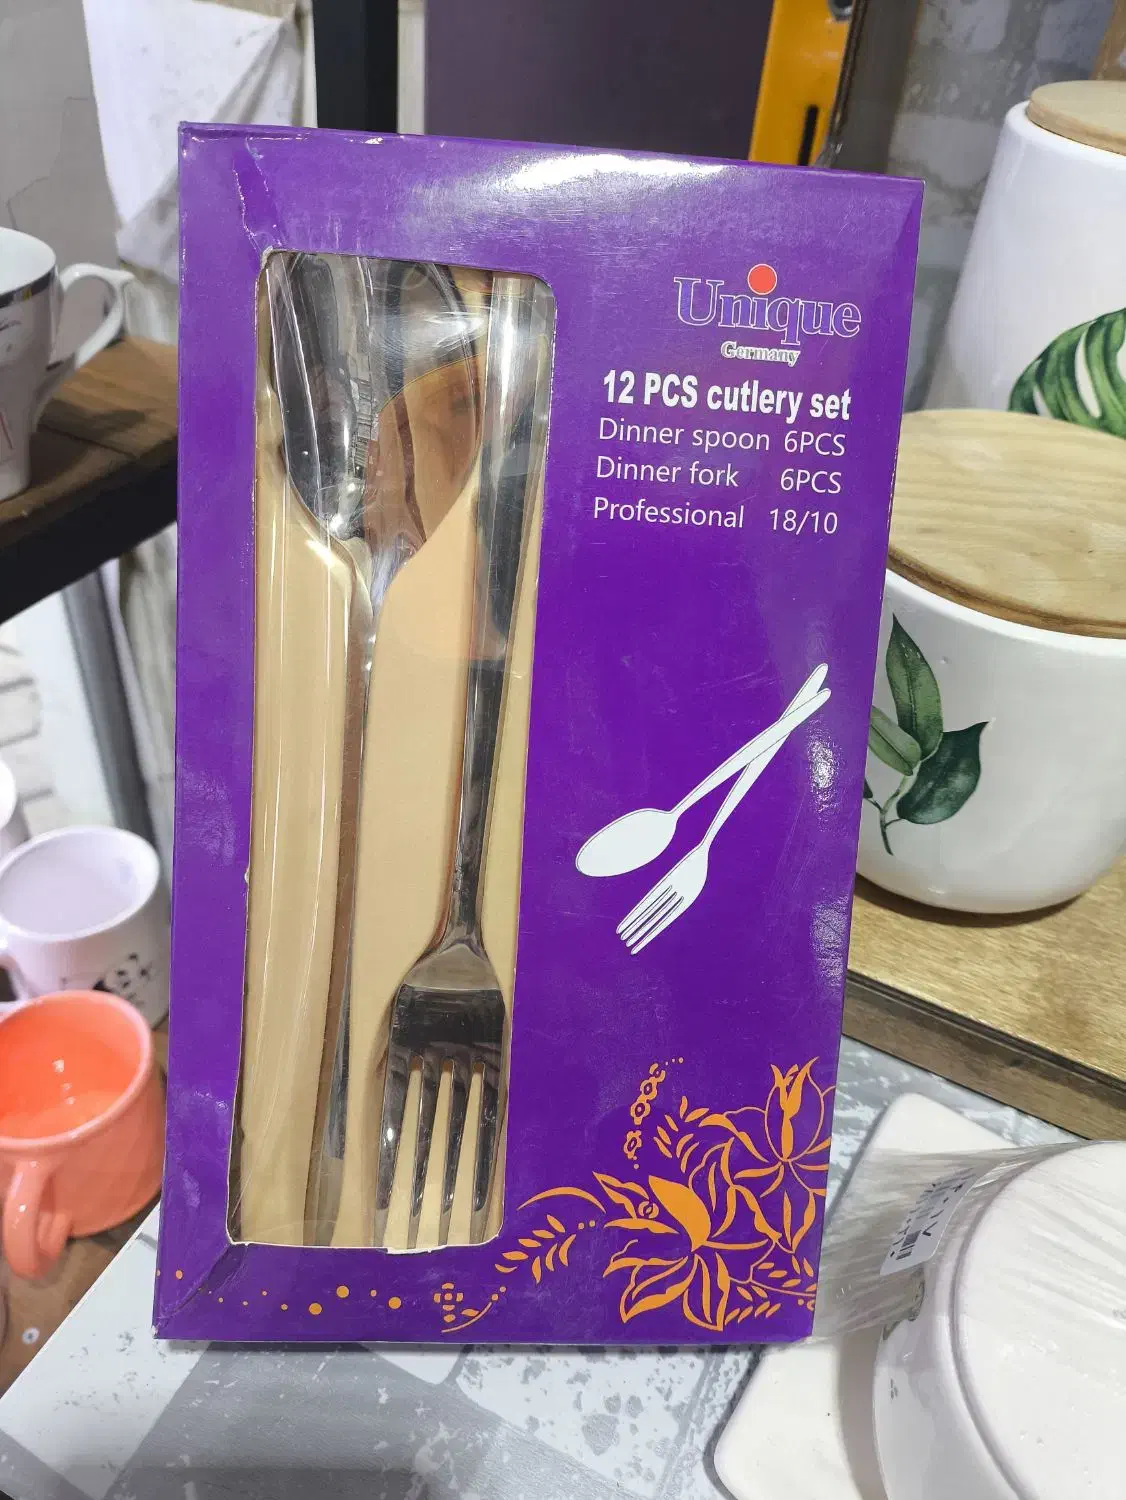 Unique
Germany
12 PCS cutlery set
Dinner spoon 6PCS
Dinner fork 6PCS
Professional 18/10